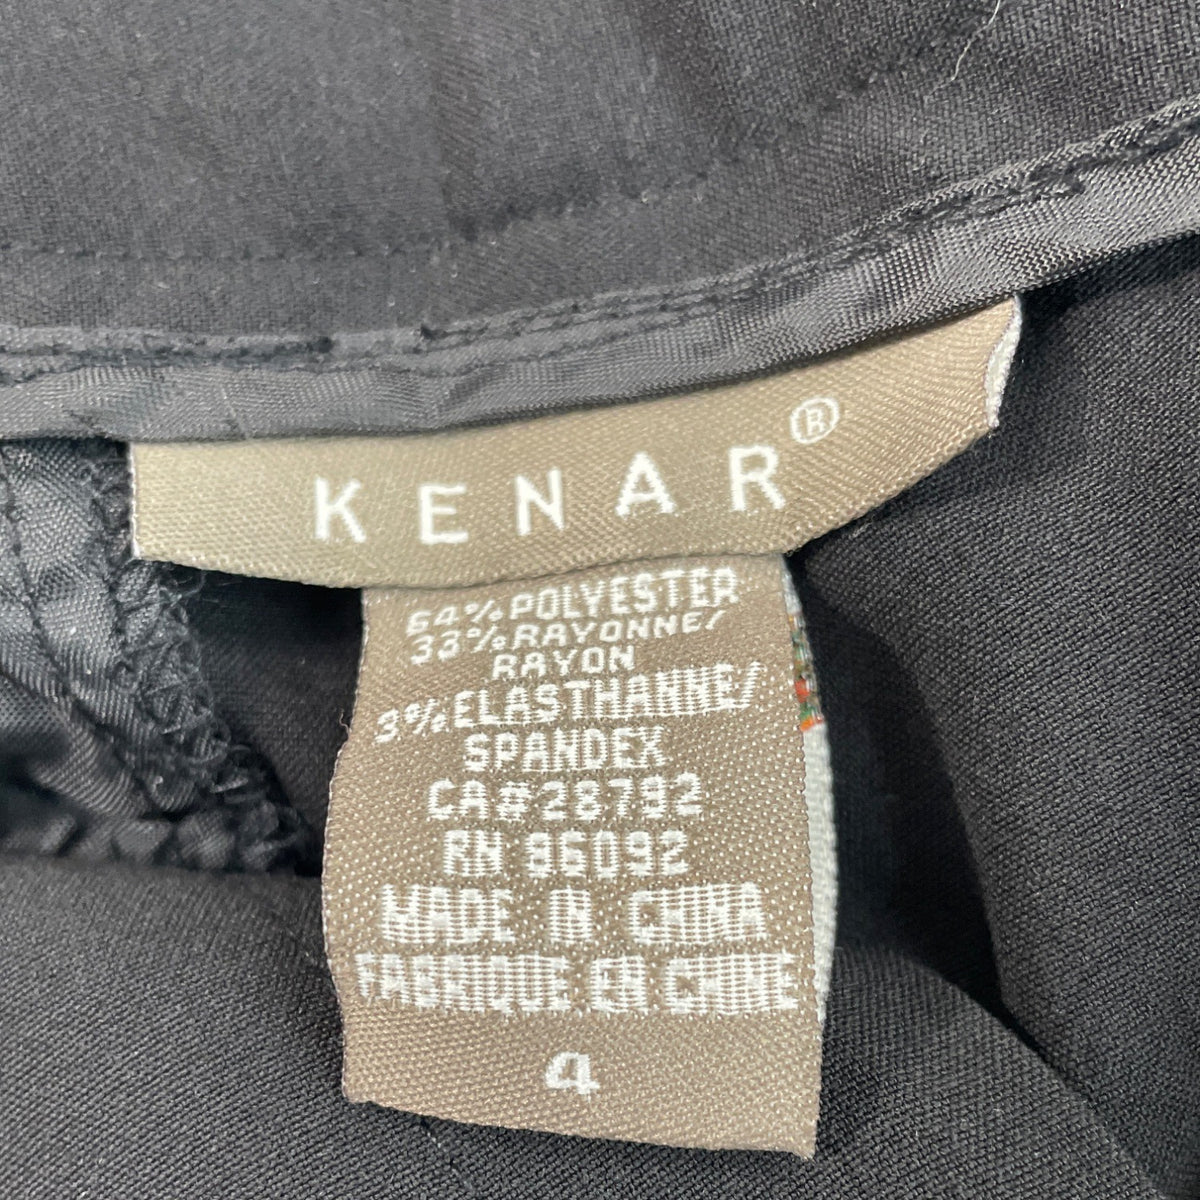 KENAR®
64% POLYESTER
33% RAYONNE/
RAYON
3% ELASTHANNE/
SPANDEX
CA#28792
RN 96092
MADE IN CHINA
FABRIQUE EN CHINE
4